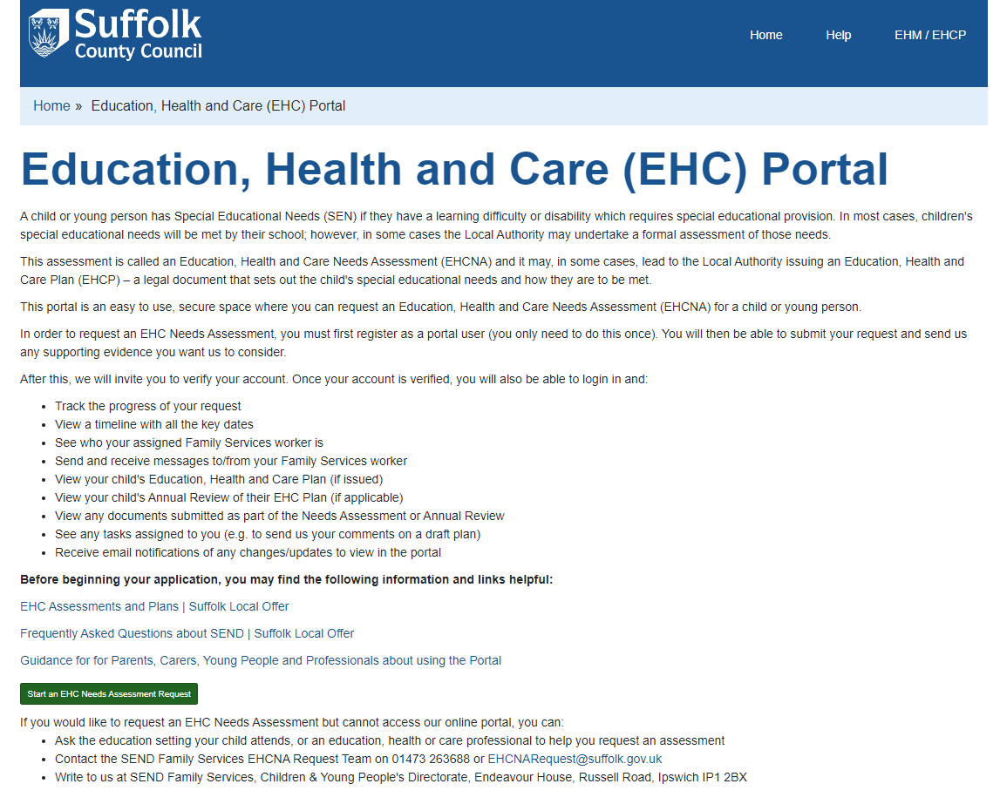 Suffolk
County Council
Home Help EHM / EHCP
Home » Education, Health and Care (EHC) Portal
Education, Health and Care (EHC) Portal
A child or young person has Special Educational Needs (SEN) if they have a learning difficulty or disability which requires special educational provision. In most cases, children's
special educational needs will be met by their school; however, in some cases the Local Authority may undertake a formal assessment of those needs.
This assessment is called an Education, Health and Care Needs Assessment (EHCNA) and it may, in some cases, lead to the Local Authority issuing an Education, Health and
Care Plan (EHCP) – a legal document that sets out the child's special educational needs and how they are to be met.
This portal is an easy to use, secure space where you can request an Education, Health and Care Needs Assessment (EHCNA) for a child or young person.
In order to request an EHC Needs Assessment, you must first register as a portal user (you only need to do this once). You will then be able to submit your request and send us
any supporting evidence you want us to consider.
After this, we will invite you to verify your account. Once your account is verified, you will also be able to login in and:
• Track the progress of your request
• View a timeline with all the key dates
• See who your assigned Family Services worker is
• Send and receive messages to/from your Family Services worker
• View your child's Education, Health and Care Plan (if issued)
• View your child's Annual Review of their EHC Plan (if applicable)
• View any documents submitted as part of the Needs Assessment or Annual Review
• See any tasks assigned to you (e.g. to send us your comments on a draft plan)
• Receive email notifications of any changes/updates to view in the portal
Before beginning your application, you may find the following information and links helpful:
EHC Assessments and Plans | Suffolk Local Offer
Frequently Asked Questions about SEND | Suffolk Local Offer
Guidance for for Parents, Carers, Young People and Professionals about using the Portal
Start an EHC Needs Assessment Request
If you would like to request an EHC Needs Assessment but cannot access our online portal, you can:
• Ask the education setting your child attends, or an education, health or care professional to help you request an assessment
• Contact the SEND Family Services EHCNA Request Team on 01473 263688 or EHCNARequest@suffolk.gov.uk
• Write to us at SEND Family Services, Children & Young People's Directorate, Endeavour House, Russell Road, Ipswich IP1 2BX